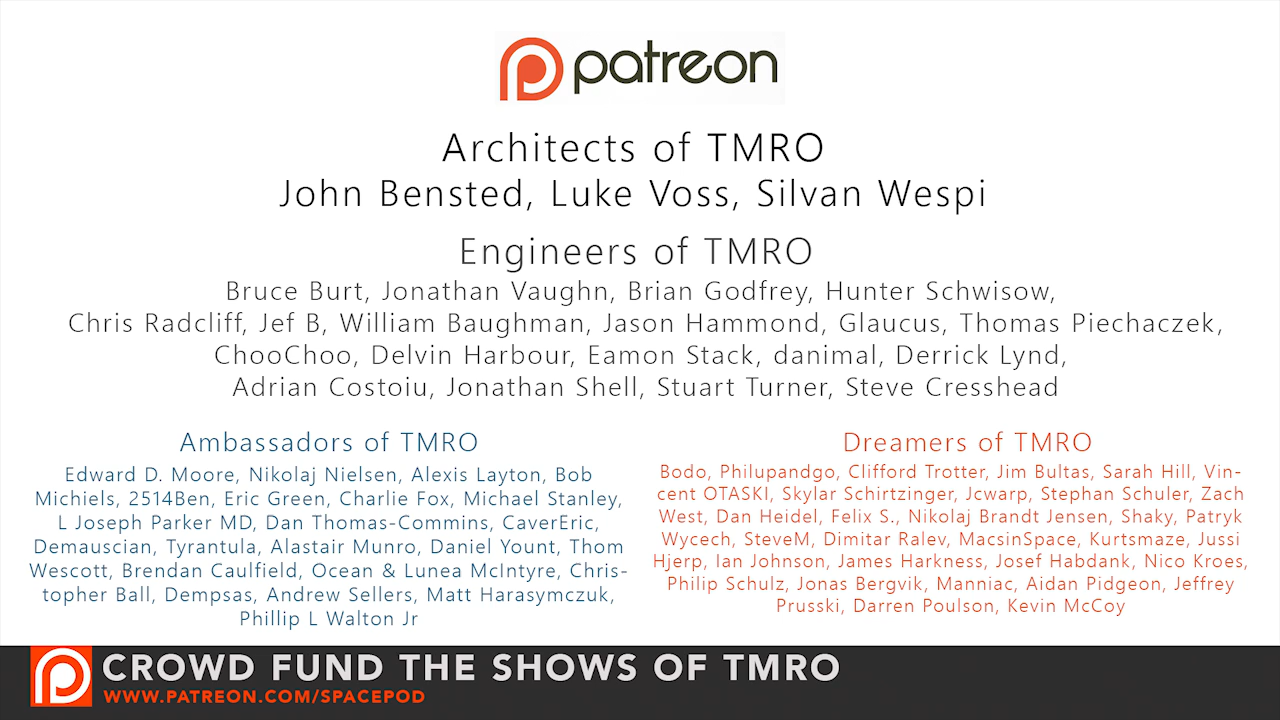 patreon
Architects of TMRO
John Bensted, Luke Voss, Silvan Wespi
Engineers of TMRO
Bruce Burt, Jonathan Vaughn, Brian Godfrey, Hunter Schwisow,
Chris Radcliff, Jef B, William Baughman, Jason Hammond, Glaucus, Thomas Piechaczek,
ChooChoo, Delvin Harbour, Eamon Stack, danimal, Derrick Lynd,
Adrian Costoiu, Jonathan Shell, Stuart Turner, Steve Cresshead
Ambassadors of TMRO
Edward D. Moore, Nikolaj Nielsen, Alexis Layton, Bob
Michiels, 2514Ben, Eric Green, Charlie Fox, Michael Stanley,
L Joseph Parker MD, Dan Thomas-Commins, CaverEric,
Demauscian, Tyrantula, Alastair Munro, Daniel Yount, Thom
Wescott, Brendan Caulfield, Ocean & Lunea McIntyre, Chris-
topher Ball, Dempsas, Andrew Sellers, Matt Harasymczuk,
Phillip L Walton Jr
Dreamers of TMRO
Bodo, Philupandgo, Clifford Trotter, Jim Bultas, Sarah Hill, Vin-
cent OTASKI, Skylar Schirtzinger, Jcwarp, Stephan Schuler, Zach
West, Dan Heidel, Felix S., Nikolaj Brandt Jensen, Shaky, Patryk
Wycech, SteveM, Dimitar Ralev, MacsinSpace, Kurtsmaze, Jussi
Hjerp, Ian Johnson, James Harkness, Josef Habdank, Nico Kroes,
Philip Schulz, Jonas Bergvik, Manniac, Aidan Pidgeon, Jeffrey
Prusski, Darren Poulson, Kevin McCoy
CROWD FUND THE SHOWS OF TMRO
WWW.PATREON.COM/SPACEPOD